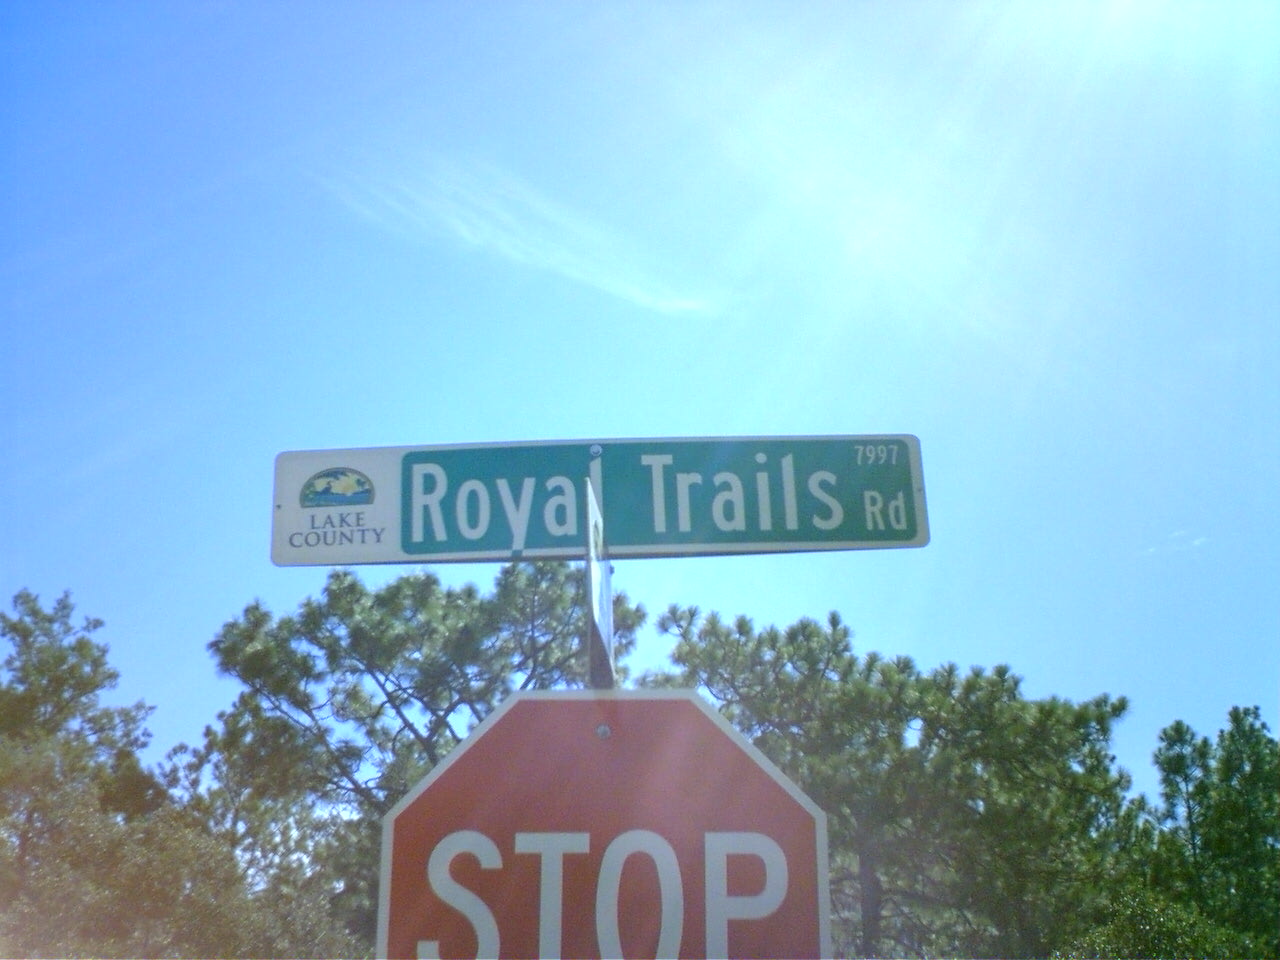 LAKE
COUNTY
Royal Trails Rd
7997
STOP